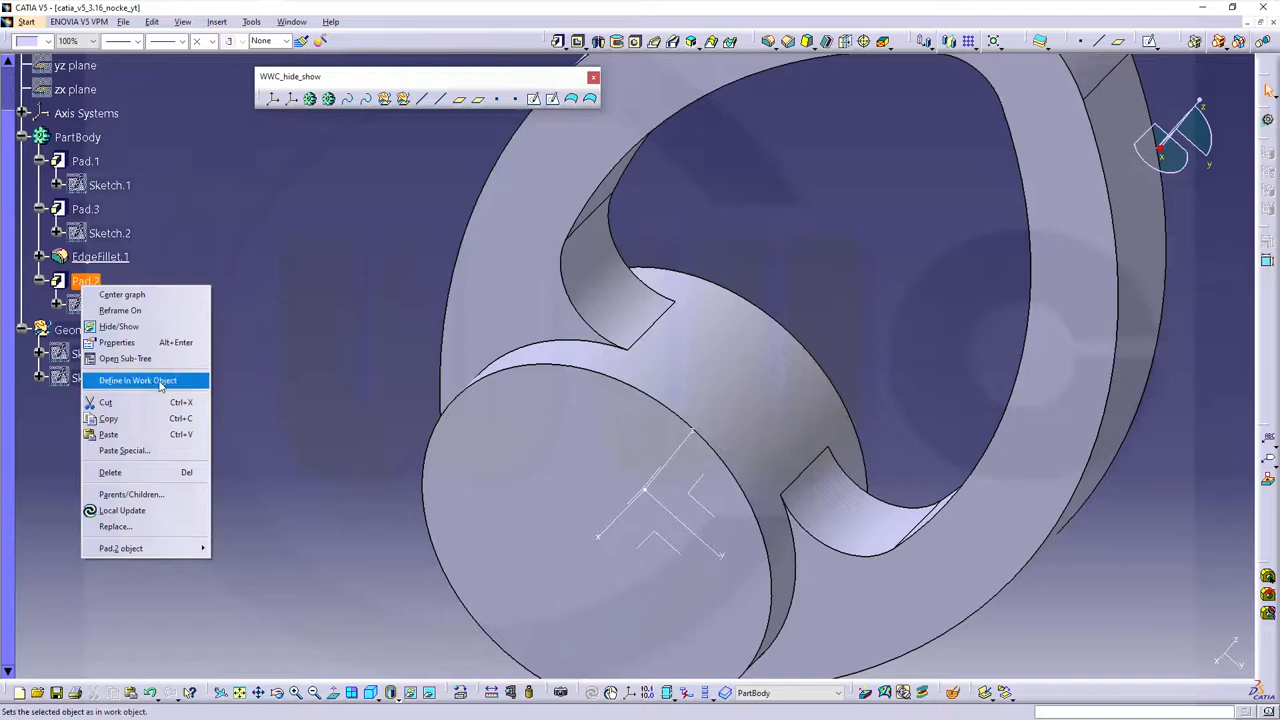 CATIA V5 - [catia_v5_3.16_nocke_yt]
Start
ENOVIA V5 VPM
File
Edit
View
Insert
Tools
Window
Help
100%
None
WWC_hide_show
yz plane
zx plane
Axis Systems
PartBody
Pad.1
Sketch.1
Pad.3
Sketch.2
EdgeFillet.1
Pad.2
Center graph
Reframe On
Hide/Show
Properties Alt+Enter
Open Sub-Tree
Define In Work Object
Cut Ctrl+X
Copy Ctrl+C
Paste Ctrl+V
Paste Special...
Delete Del
Parents/Children...
Local Update
Replace...
Pad.2 object
x
y
z
x
y
PartBody
Sets the selected object as in work object.
CATIA